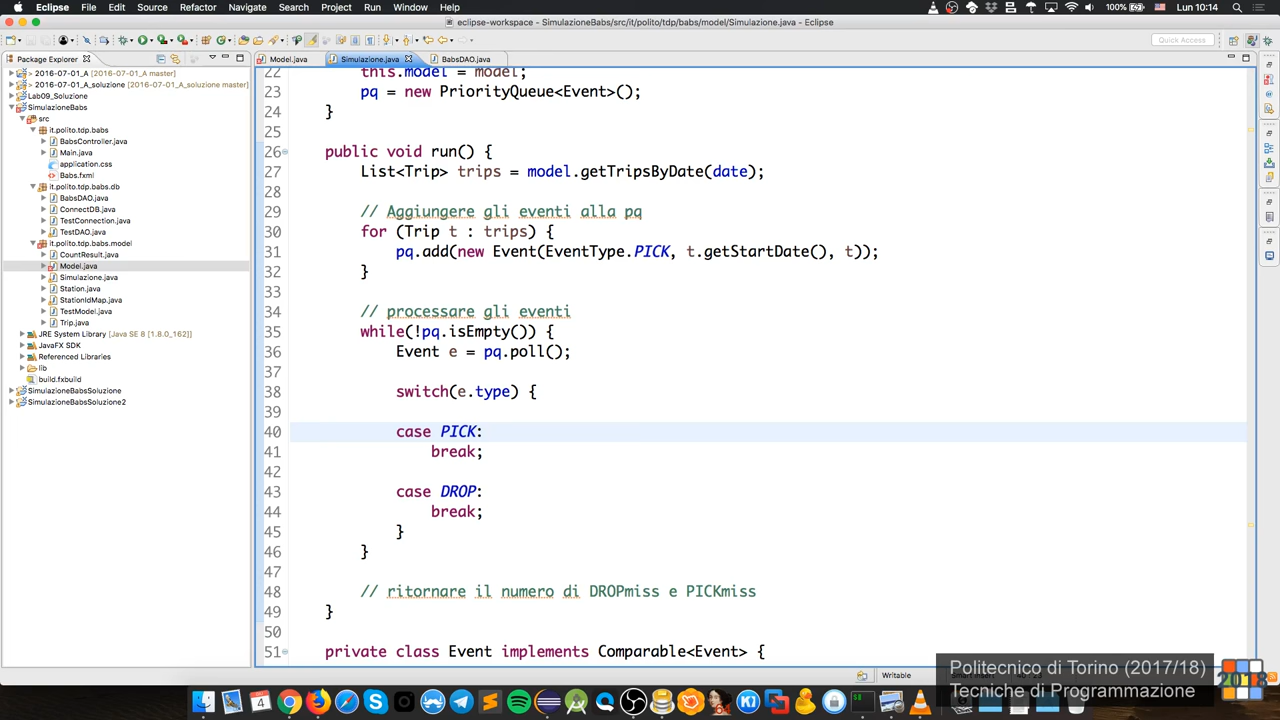 Eclipse File Edit Source Refactor Navigate Search Project Run Window Help 100% Lun 10:14
eclipse-workspace - SimulazioneBabs/src/it/polito/tdp/babs/model/Simulazione.java - Eclipse
Quick Access
Package Explorer
Model.java Simulazione.java BabsDAO.java
> 2016-07-01_A [2016-07-01_A master]
> 2016-07-01_A_soluzione [2016-07-01_A_soluzione master]
Lab09_Soluzione
SimulazioneBabs
src
it.polito.tdp.babs
BabsController.java
Main.java
application.css
Babs.fxml
it.polito.tdp.babs.db
BabsDAO.java
ConnectDB.java
TestConnection.java
TestDAO.java
it.polito.tdp.babs.model
CountResult.java
Model.java
Simulazione.java
Station.java
StationIdMap.java
TestModel.java
Trip.java
JRE System Library [Java SE 8 [1.8.0_162]]
JavaFX SDK
Referenced Libraries
lib
build.fxbuild
SimulazioneBabsSoluzione
SimulazioneBabsSoluzione2
22 this.model = model;
23 pq = new PriorityQueue<Event>();
24 }
25
26 public void run() {
27 List<Trip> trips = model.getTripsByDate(date);
28
29 // Aggiungere gli eventi alla pq
30 for (Trip t : trips) {
31 pq.add(new Event(EventType.PICK, t.getStartDate(), t));
32 }
33
34 // processare gli eventi
35 while(!pq.isEmpty()) {
36 Event e = pq.poll();
37
38 switch(e.type) {
39
40 case PICK:
41 break;
42
43 case DROP:
44 break;
45 }
46 }
47
48 // ritornare il numero di DROPmiss e PICKmiss
49 }
50
51 private class Event implements Comparable<Event> {
Writable
Politecnico di Torino (2017/18)
Tecniche di Programmazione
2018